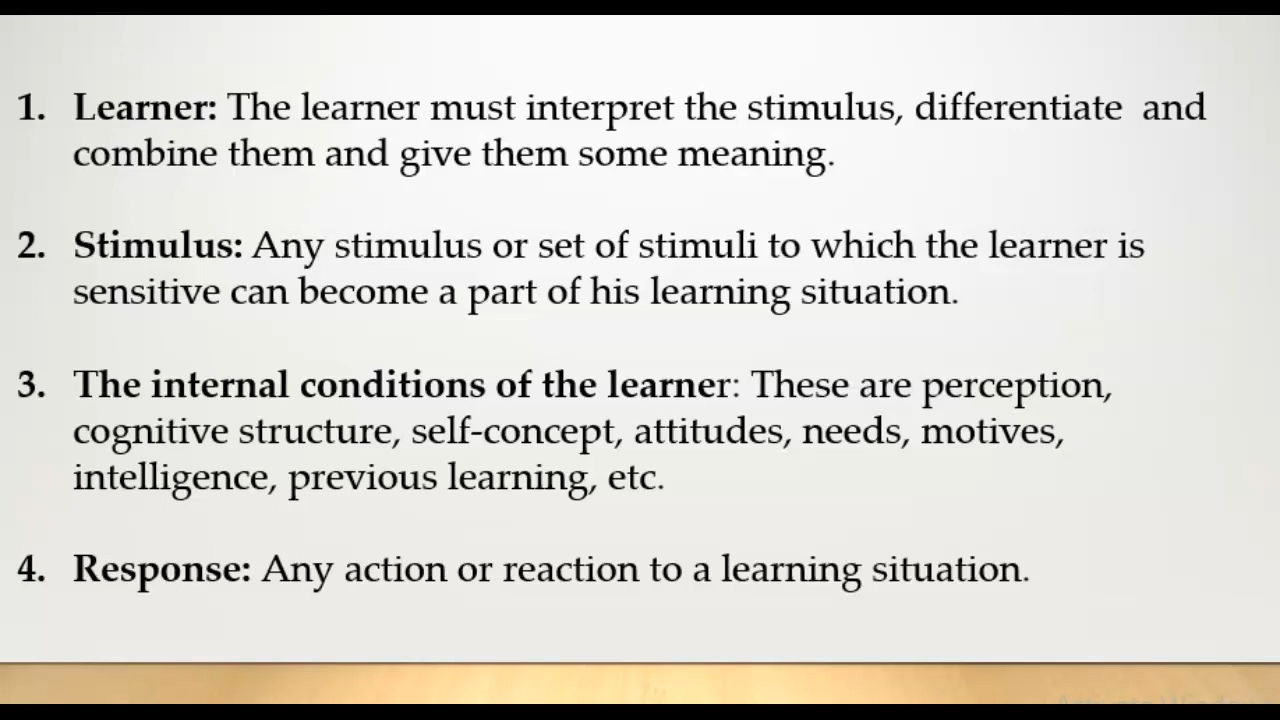 1. Learner: The learner must interpret the stimulus, differentiate and
combine them and give them some meaning.
2. Stimulus: Any stimulus or set of stimuli to which the learner is
sensitive can become a part of his learning situation.
3. The internal conditions of the learner: These are perception,
cognitive structure, self-concept, attitudes, needs, motives,
intelligence, previous learning, etc.
4. Response: Any action or reaction to a learning situation.